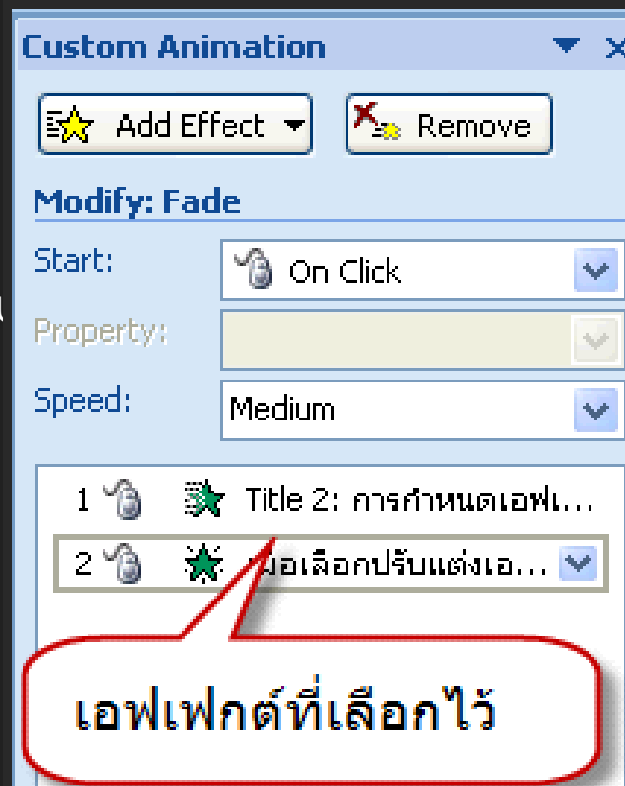 Custom Animation
Add Effect Remove
Modify: Fade
Start: On Click
Property:
Speed: Medium
1 Title 2: การกำหนดเอฟเ...
2 มือเลือกปรับแต่งเอ...
เอฟเฟกต์ที่เลือกไว้